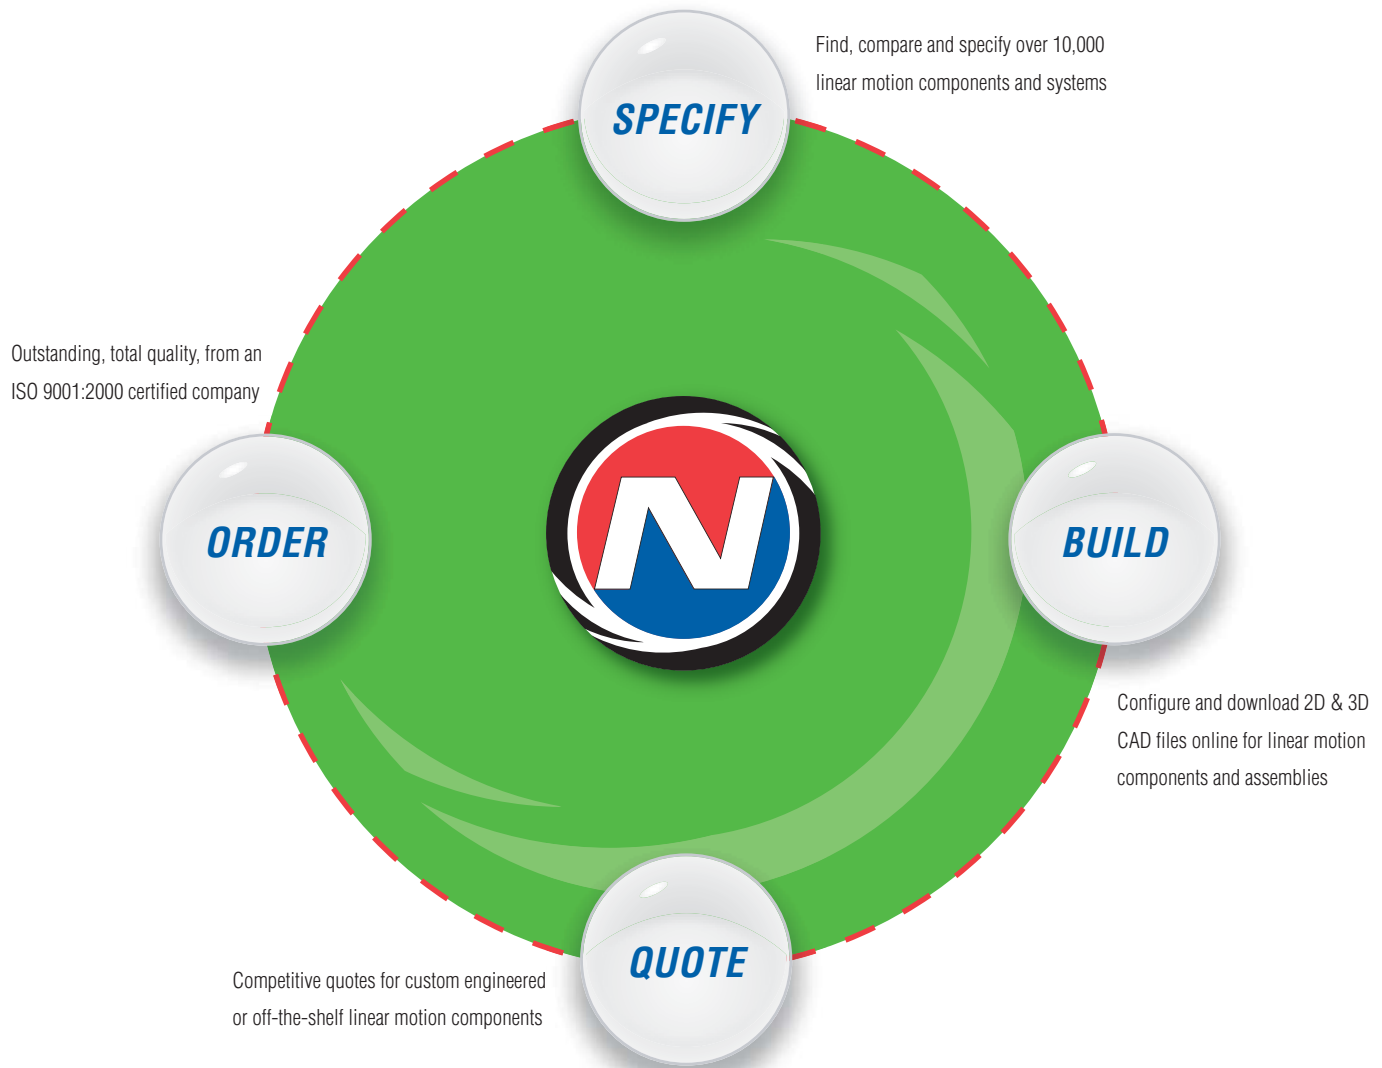 SPECIFY
Find, compare and specify over 10,000
linear motion components and systems
Outstanding, total quality, from an
ISO 9001:2000 certified company
ORDER
N
BUILD
Configure and download 2D & 3D
CAD files online for linear motion
components and assemblies
QUOTE
Competitive quotes for custom engineered
or off-the-shelf linear motion components